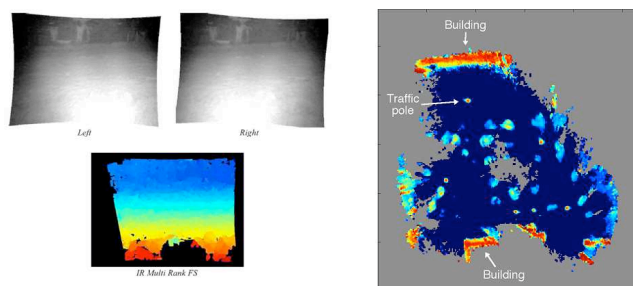 Left
Right
IR Multi Rank FS
Building
Traffic
pole
Building